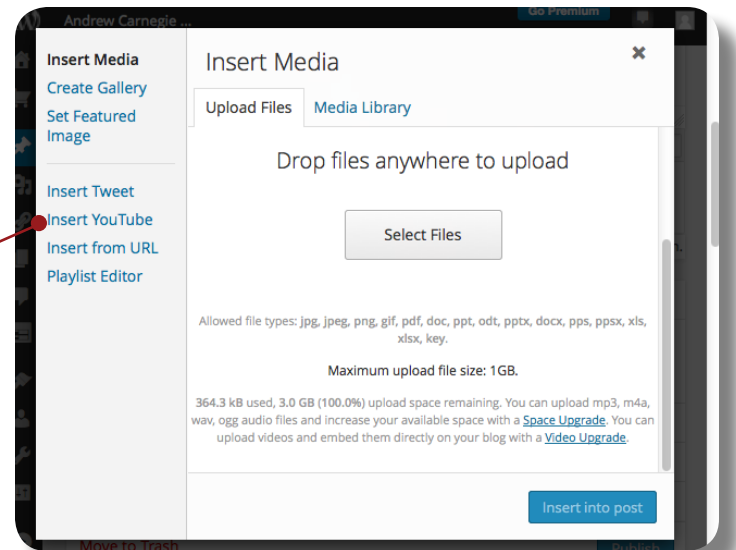 Andrew Carnegie ...
Go Premium
Insert Media
Create Gallery
Set Featured
Image
Insert Tweet
Insert YouTube
Insert from URL
Playlist Editor
Insert Media
Upload Files
Media Library
Drop files anywhere to upload
Select Files
Allowed file types: jpg, jpeg, png, gif, pdf, doc, ppt, odt, pptx, docx, pps, ppsx, xls,
xlsx, key.
Maximum upload file size: 1GB.
364.3 kB used, 3.0 GB (100.0%) upload space remaining. You can upload mp3, m4a,
wav, ogg audio files and increase your available space with a Space Upgrade. You can
upload videos and embed them directly on your blog with a Video Upgrade.
Insert into post
Move to Trash
Publish